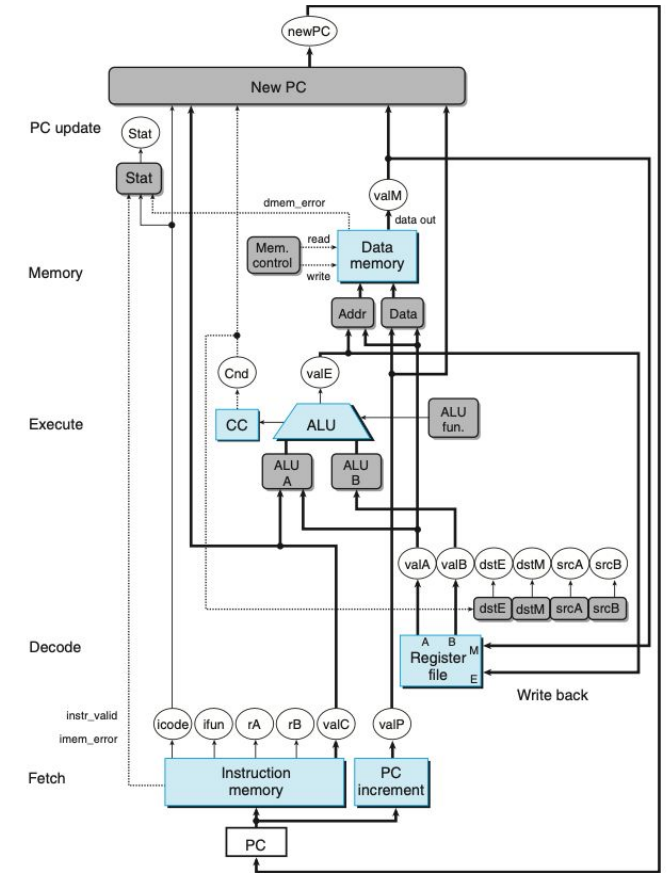 newPC
New PC
PC update
Stat
Stat
valM
dmem_error
data out
read
Mem.
control
Data
memory
write
Memory
Addr
Data
Cnd
valE
Execute
CC
ALU
ALU
fun.
ALU
A
ALU
B
valA
valB
dstE
dstM
srcA
srcB
dstE
dstM
srcA
srcB
Decode
A
B
M
Register
file
E
Write back
instr_valid
imem_error
icode
ifun
rA
rB
valC
valP
Fetch
Instruction
memory
PC
increment
PC